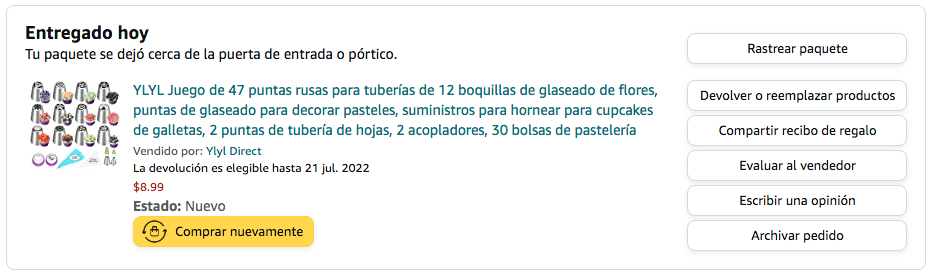 Entregado hoy
Tu paquete se dejó cerca de la puerta de entrada o pórtico.
YLYL Juego de 47 puntas rusas para tuberías de 12 boquillas de glaseado de flores,
puntas de glaseado para decorar pasteles, suministros para hornear para cupcakes
de galletas, 2 puntas de tubería de hojas, 2 acopladores, 30 bolsas de pastelería
Vendido por: Ylyl Direct
La devolución es elegible hasta 21 jul. 2022
$8.99
Estado: Nuevo
Comprar nuevamente
Rastrear paquete
Devolver o reemplazar productos
Compartir recibo de regalo
Evaluar al vendedor
Escribir una opinión
Archivar pedido